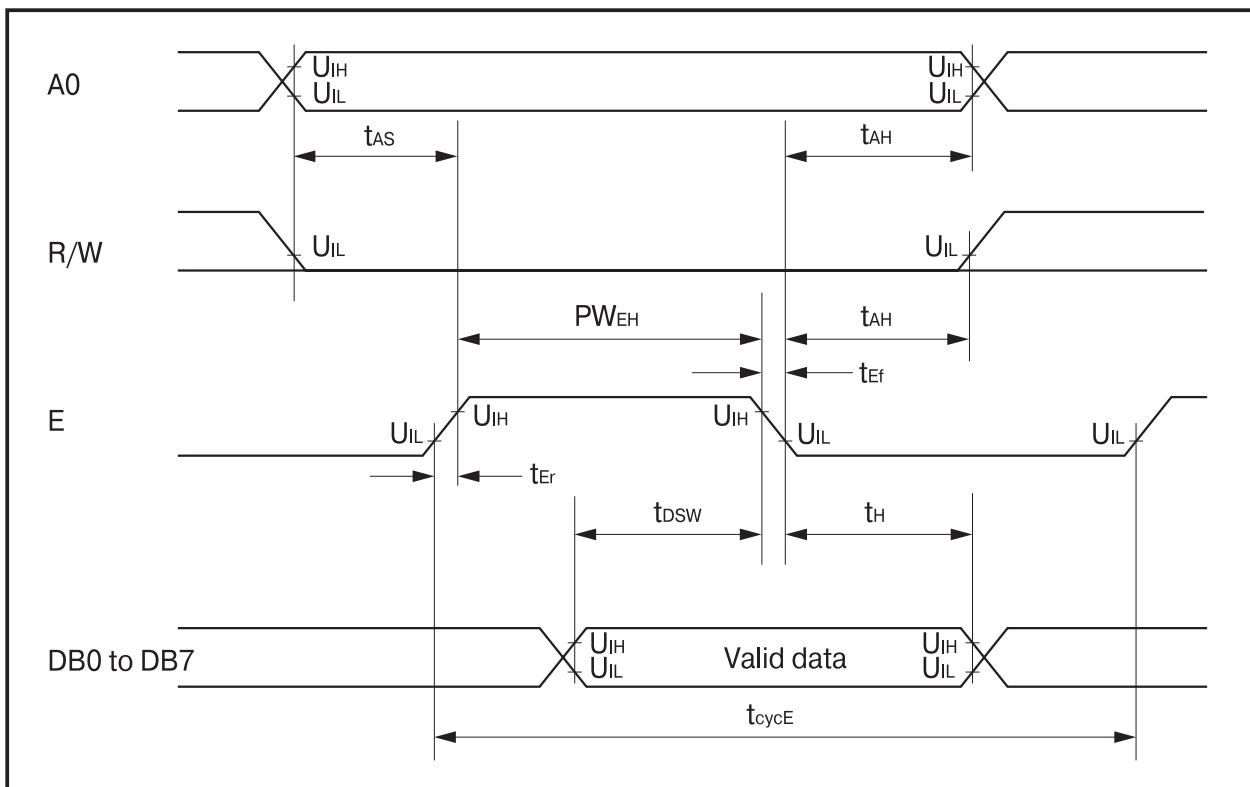 A0
UIH
UIL
UIH
UIL
tAS
tAH
R/W
UIL
UIL
PWEH
tAH
tEf
E
UIL
UIH
UIH
UIL
UIL
tEr
tDSW
tH
DB0 to DB7
UIH
UIL
Valid data
UIH
UIL
tcycE